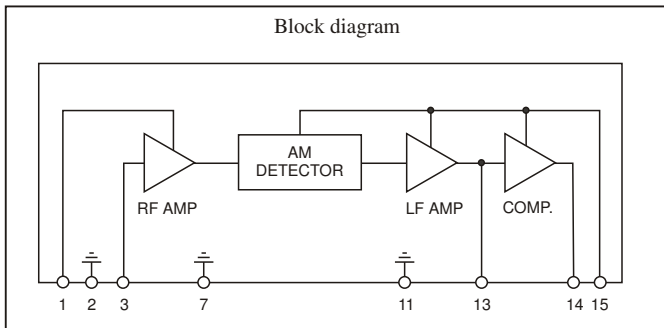 Block diagram
AM
DETECTOR
RF AMP
LF AMP
COMP.
1 2 3 7 11 13 14 15